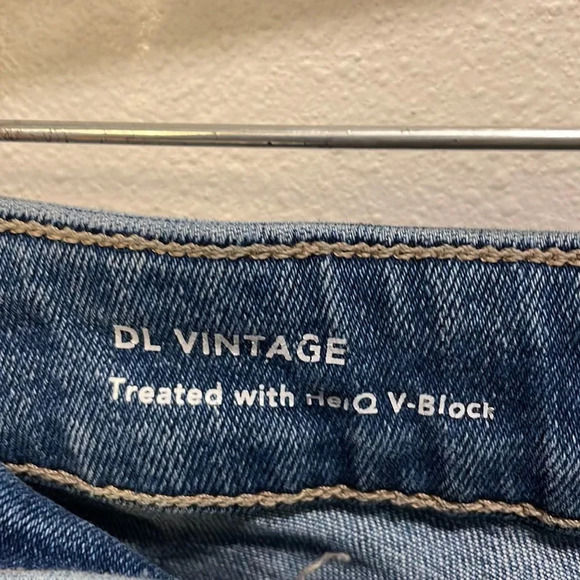 DL VINTAGE
Treated with HeiQ V-Block